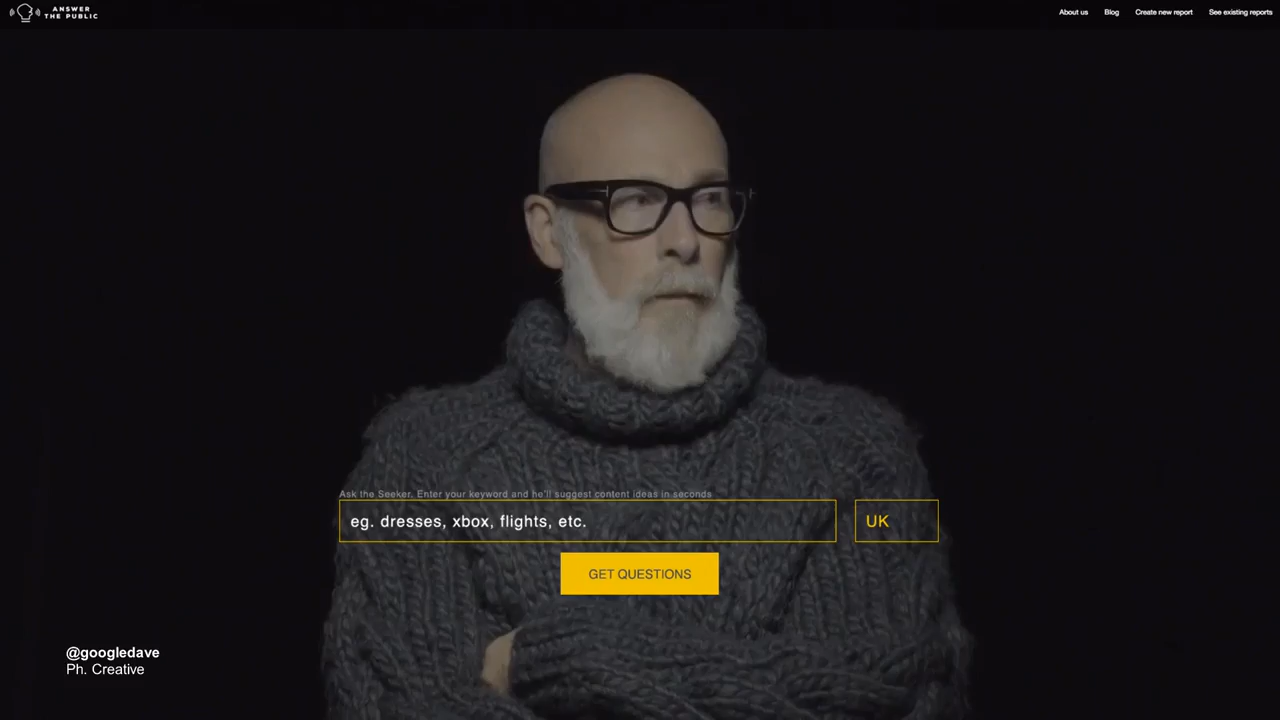 ANSWER
THE PUBLIC
About us
Blog
Create new report
See existing reports
Ask the Seeker. Enter your keyword and he'll suggest content ideas in seconds
eg. dresses, xbox, flights, etc.
UK
GET QUESTIONS
@googledave
Ph. Creative